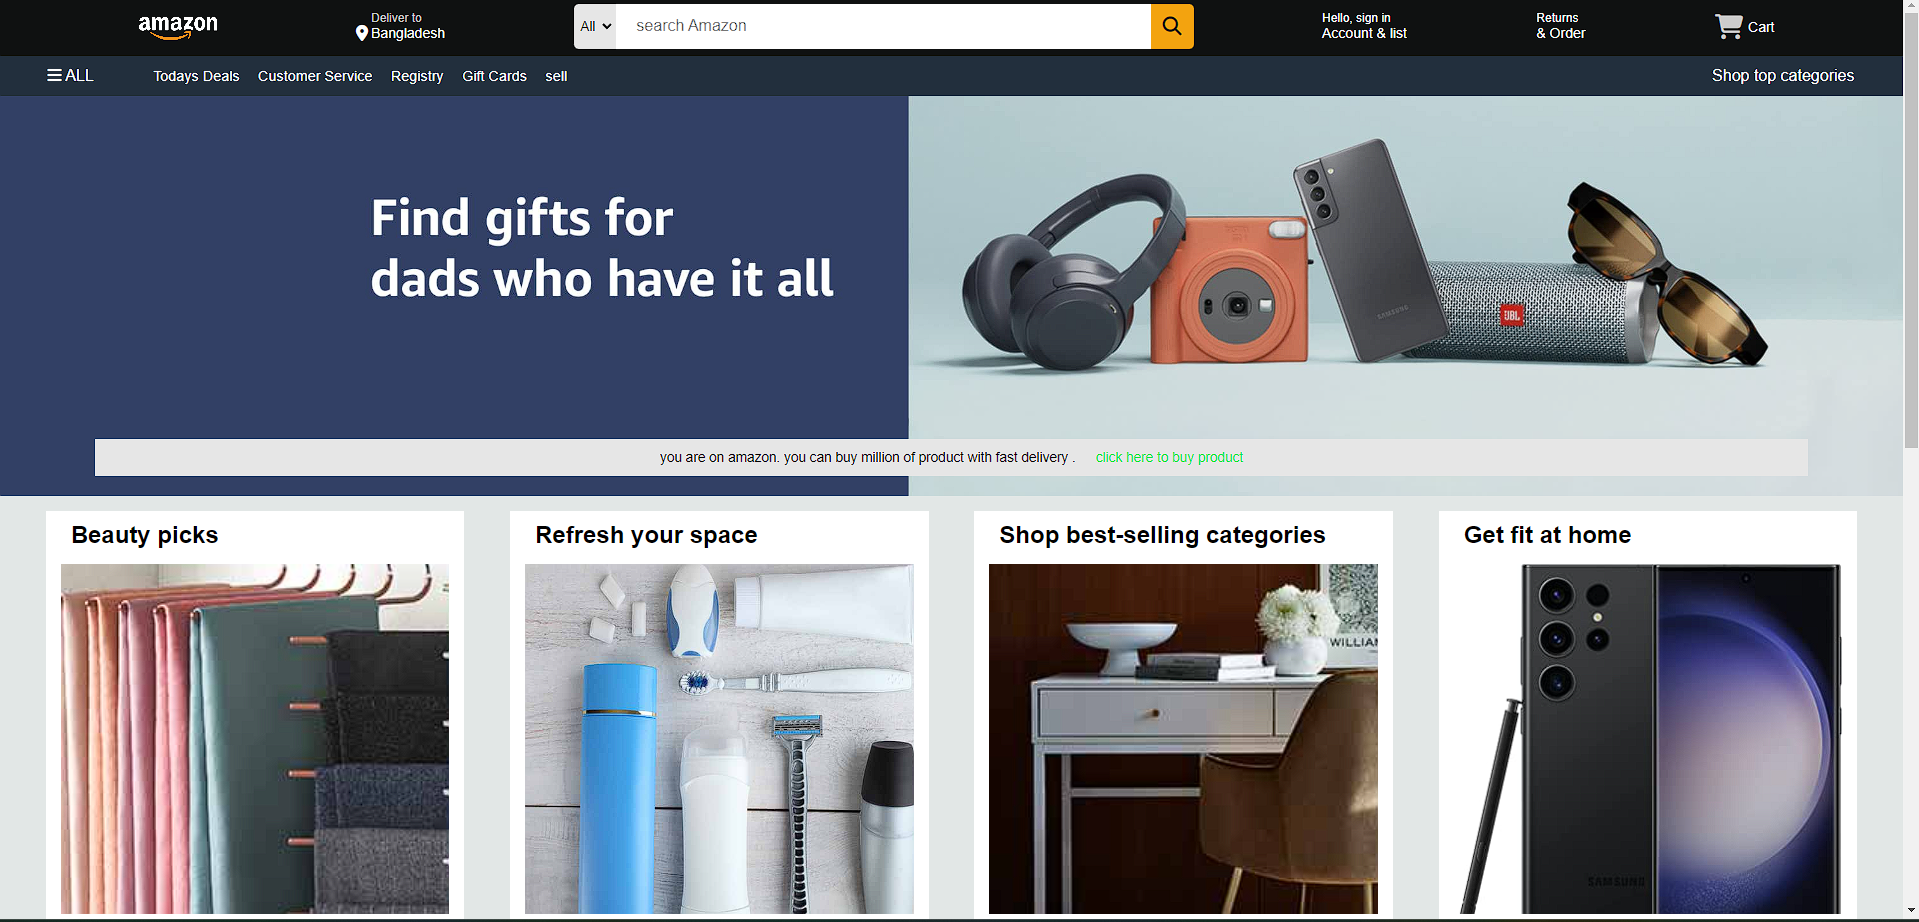 amazon
Deliver to
Bangladesh
All
search Amazon
Hello, sign in
Account & list
Returns
& Order
Cart
ALL
Todays Deals
Customer Service
Registry
Gift Cards
sell
Shop top categories
Find gifts for
dads who have it all
SAMSUNG
JBL
you are on amazon. you can buy million of product with fast delivery .
click here to buy product
Beauty picks
Refresh your space
Shop best-selling categories
Get fit at home
SAMSUNG